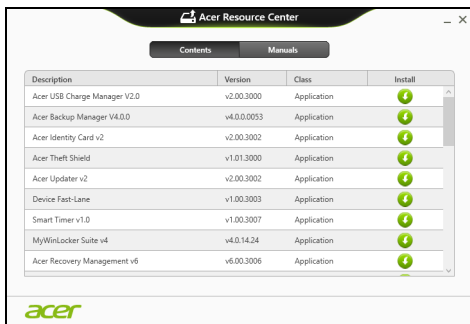 Acer Resource Center
Contents Manuals
Description Version Class Install
Acer USB Charge Manager V2.0 v2.00.3000 Application
Acer Backup Manager V4.0.0 v4.0.0.0053 Application
Acer Identity Card v2 v2.00.3002 Application
Acer Theft Shield v1.01.3000 Application
Acer Updater v2 v2.00.3002 Application
Device Fast-Lane v1.00.3003 Application
Smart Timer v1.0 v1.00.3007 Application
MyWinLocker Suite v4 v4.0.14.24 Application
Acer Recovery Management v6 v6.00.3006 Application
acer